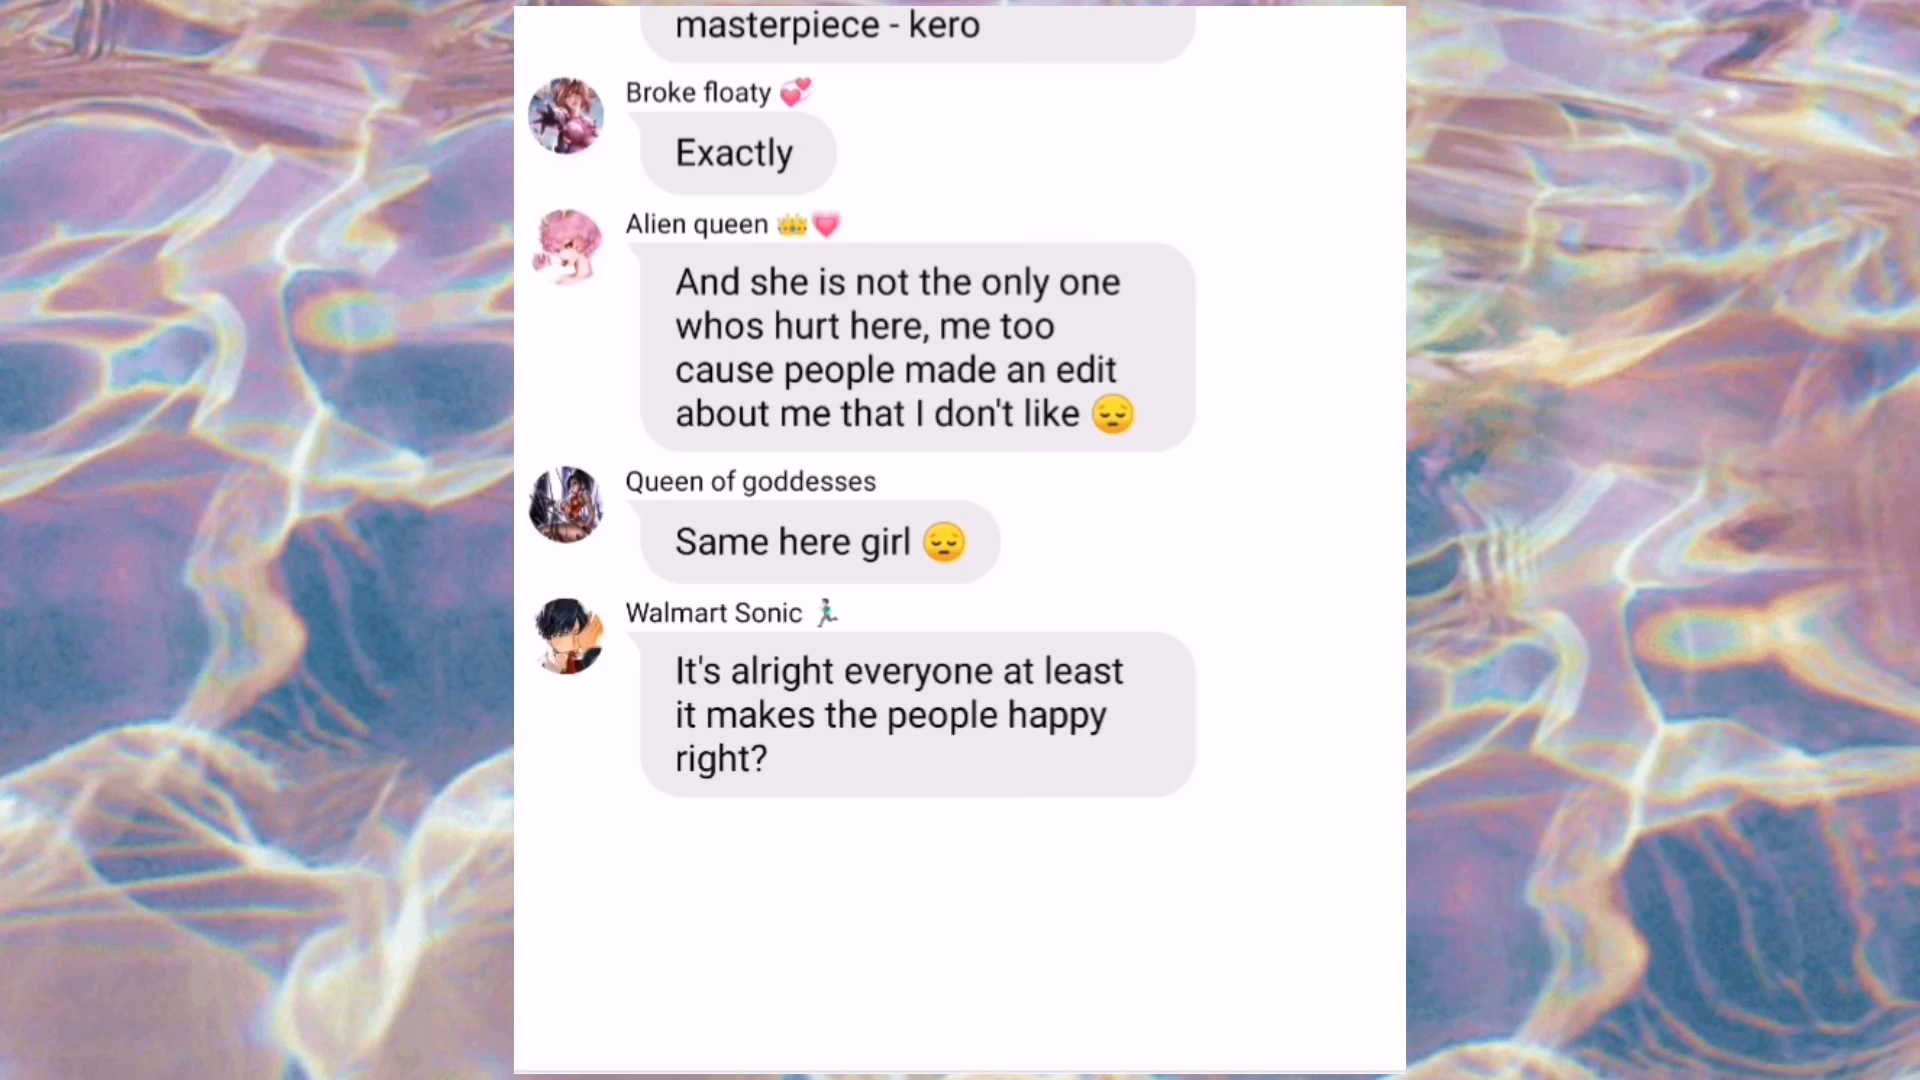 masterpiece - kero
Broke floaty 💞
Exactly
Alien queen 👑💗
And she is not the only one
whos hurt here, me too
cause people made an edit
about me that I don't like 😔
Queen of goddesses
Same here girl 😔
Walmart Sonic 🏃🏻‍♂️
It's alright everyone at least
it makes the people happy
right?